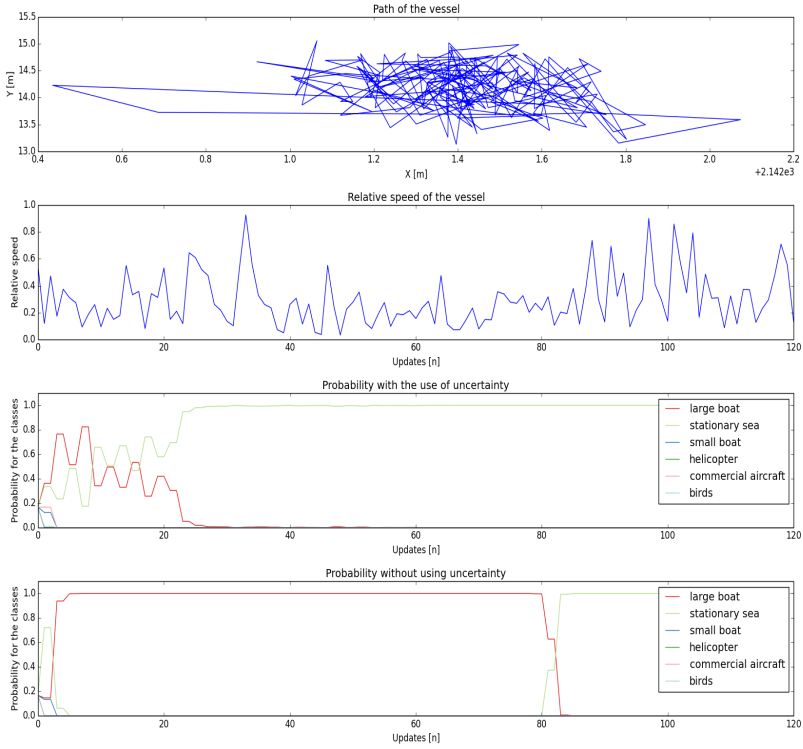 Path of the vessel
15.5
15.0
14.5
14.0
13.5
13.0
Y [m]
0.4 0.6 0.8 1.0 1.2 1.4 1.6 1.8 2.0 2.2
X [m]
+2.142e3
Relative speed of the vessel
1.0
0.8
0.6
0.4
0.2
0.0
Relative speed
0 20 40 60 80 100 120
Updates [n]
Probability with the use of uncertainty
1.0
0.8
0.6
0.4
0.2
0.0
Probability for the classes
large boat
stationary sea
small boat
helicopter
commercial aircraft
birds
0 20 40 60 80 100 120
Updates [n]
Probability without using uncertainty
1.0
0.8
0.6
0.4
0.2
0.0
Probability for the classes
large boat
stationary sea
small boat
helicopter
commercial aircraft
birds
0 20 40 60 80 100 120
Updates [n]